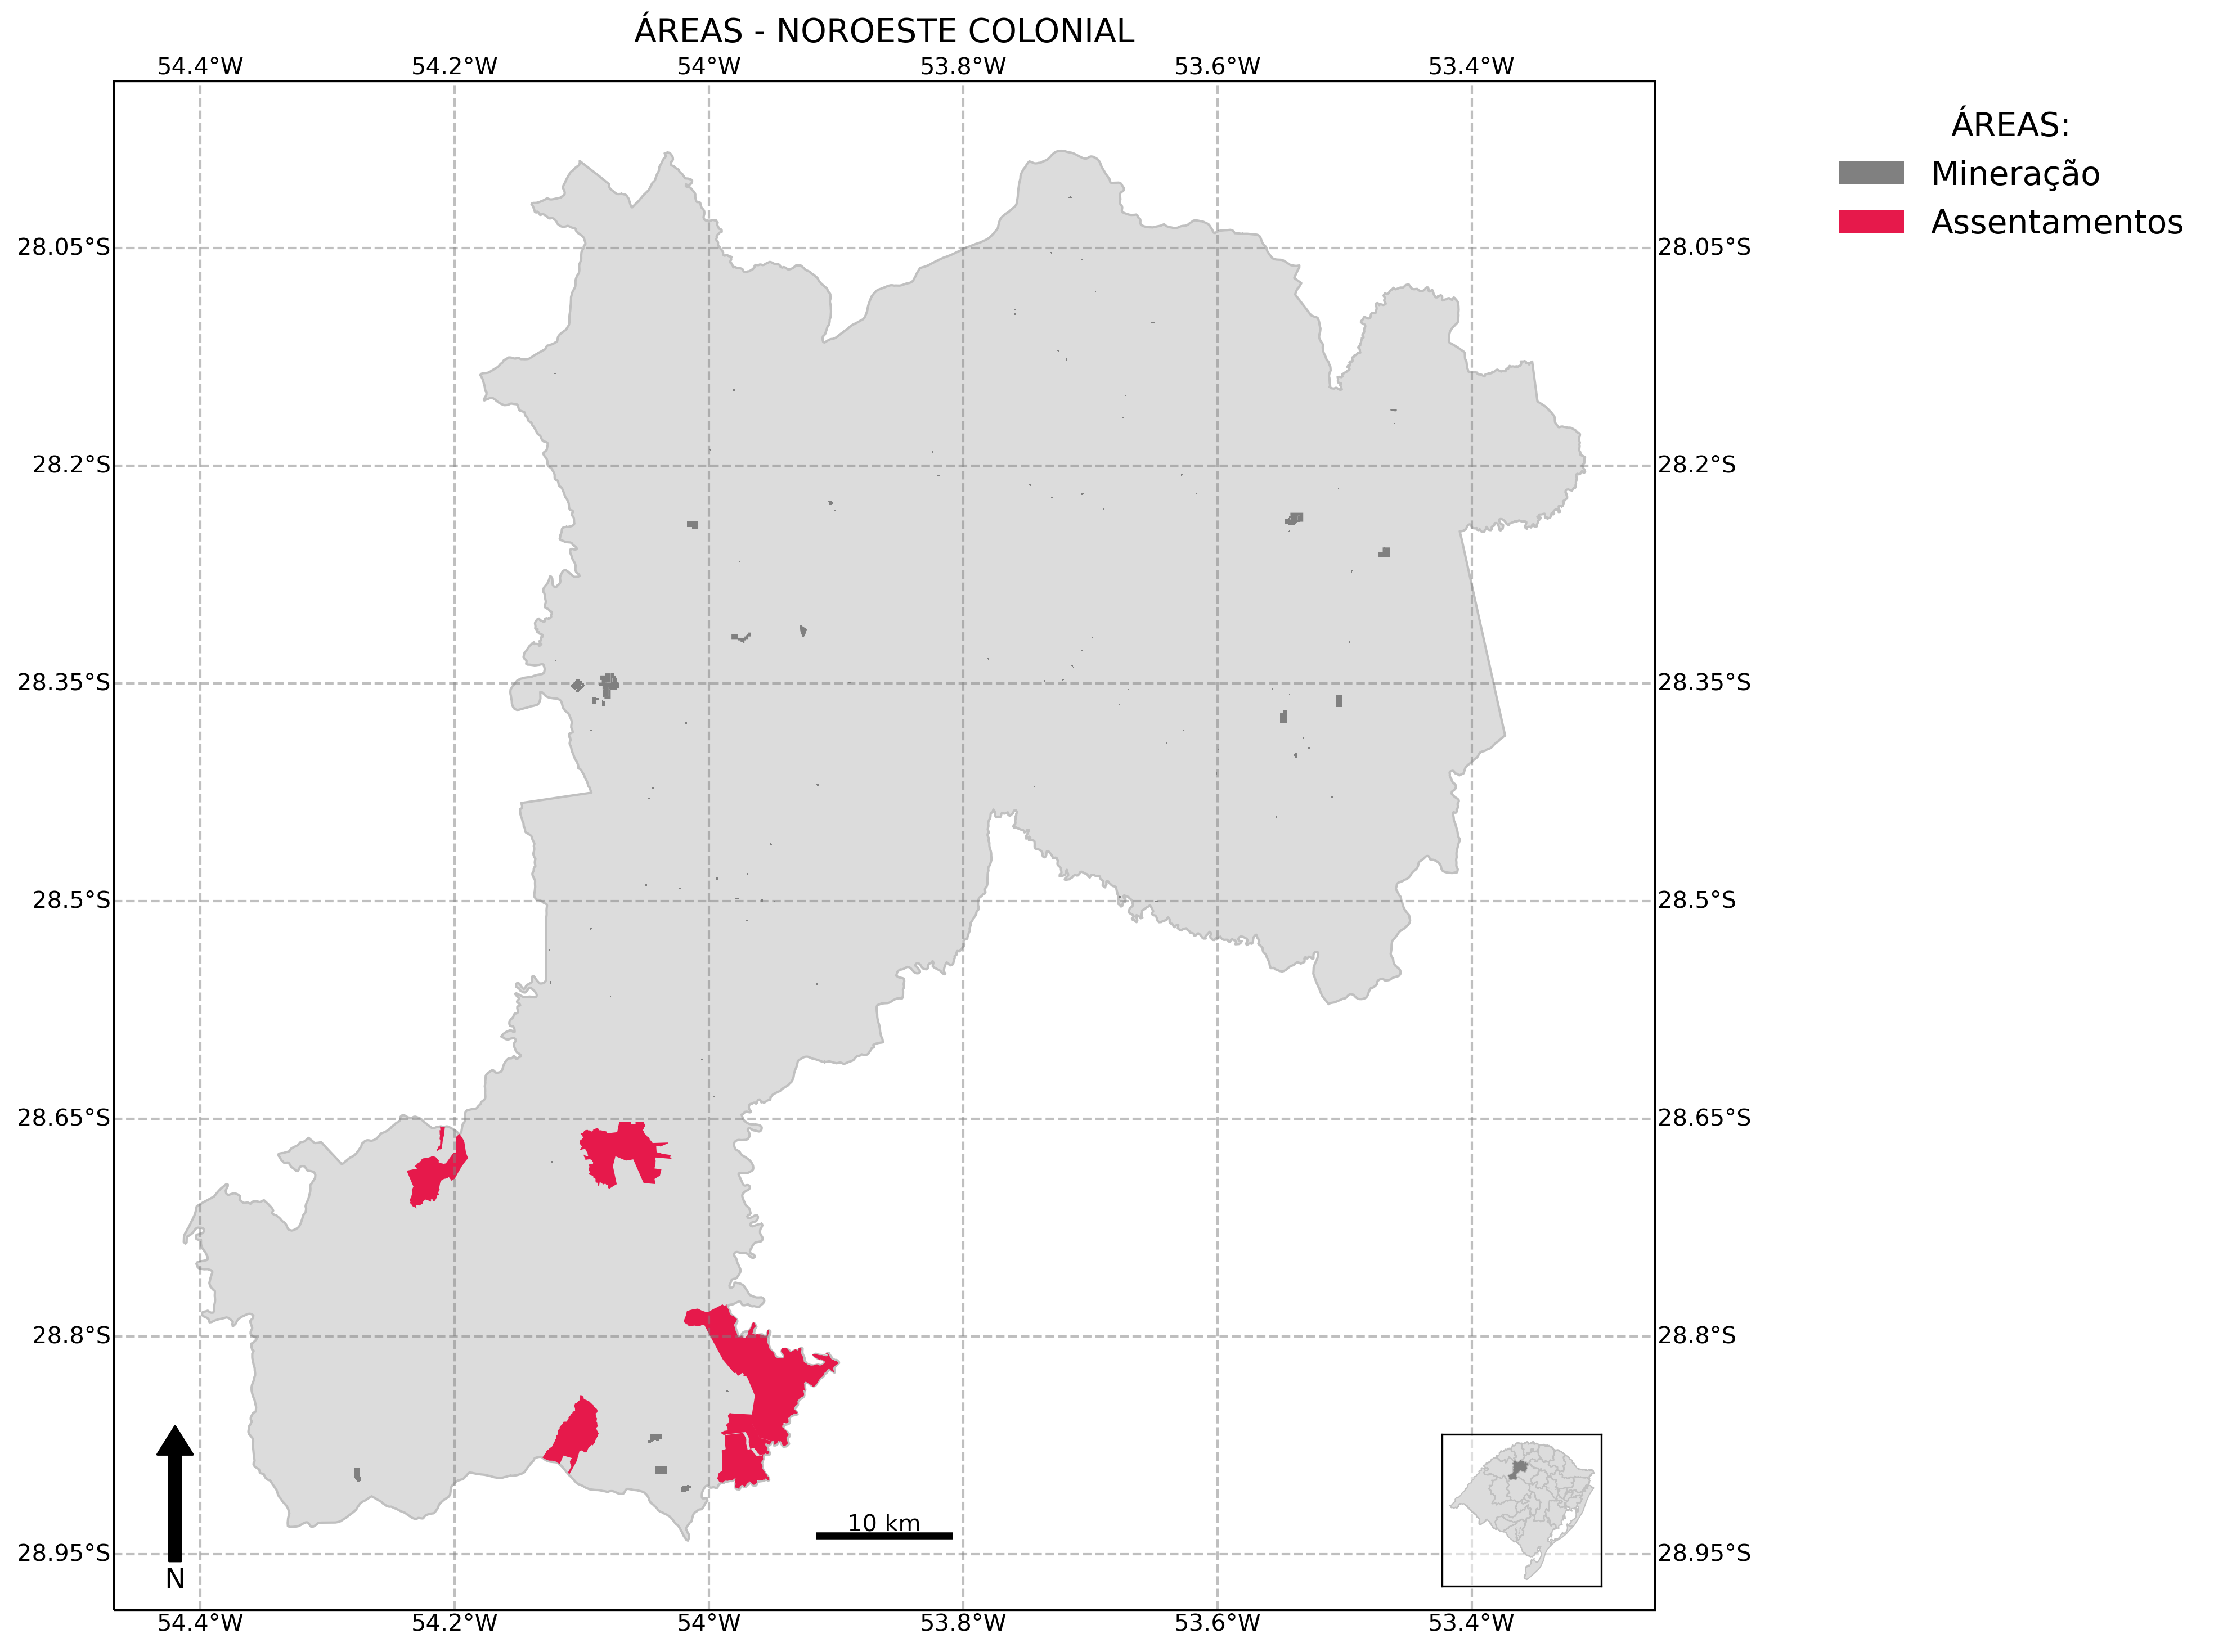 ÁREAS - NOROESTE COLONIAL
54.4°W 54.2°W 54°W 53.8°W 53.6°W 53.4°W
ÁREAS:
Mineração
Assentamentos
28.05°S 28.05°S
28.2°S 28.2°S
28.35°S 28.35°S
28.5°S 28.5°S
28.65°S 28.65°S
28.8°S 28.8°S
10 km
28.95°S 28.95°S
N
54.4°W 54.2°W 54°W 53.8°W 53.6°W 53.4°W